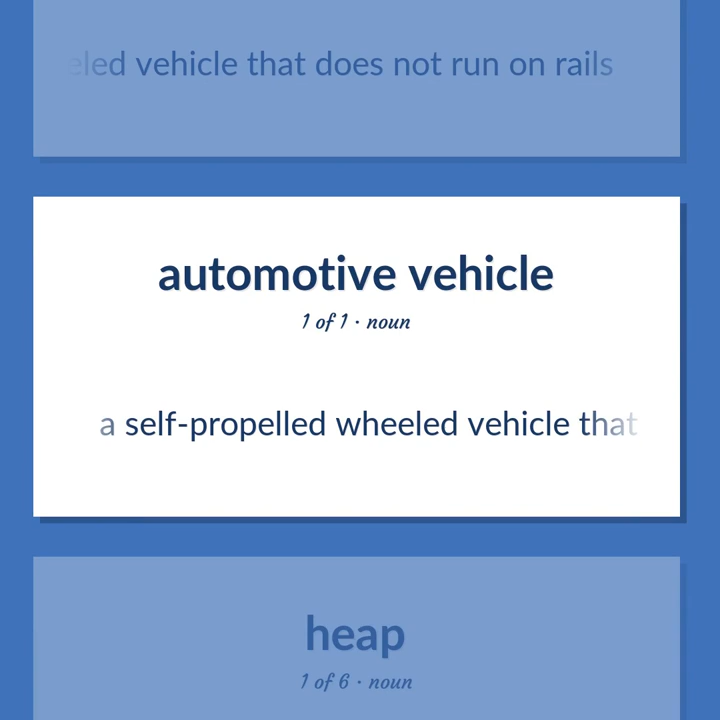 eled vehicle that does not run on rails
automotive vehicle
1 of 1 · noun
a self-propelled wheeled vehicle that
heap
1 of 6 · noun